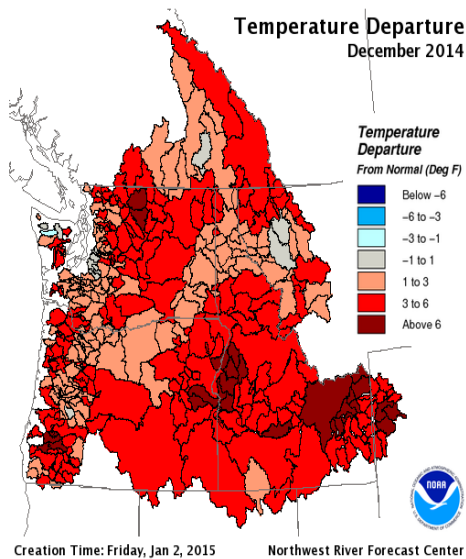 Temperature Departure
December 2014
Temperature
Departure
From Normal (Deg F)
Below −6
−6 to −3
−3 to −1
−1 to 1
1 to 3
3 to 6
Above 6
NOAA
Creation Time: Friday, Jan 2, 2015
Northwest River Forecast Center